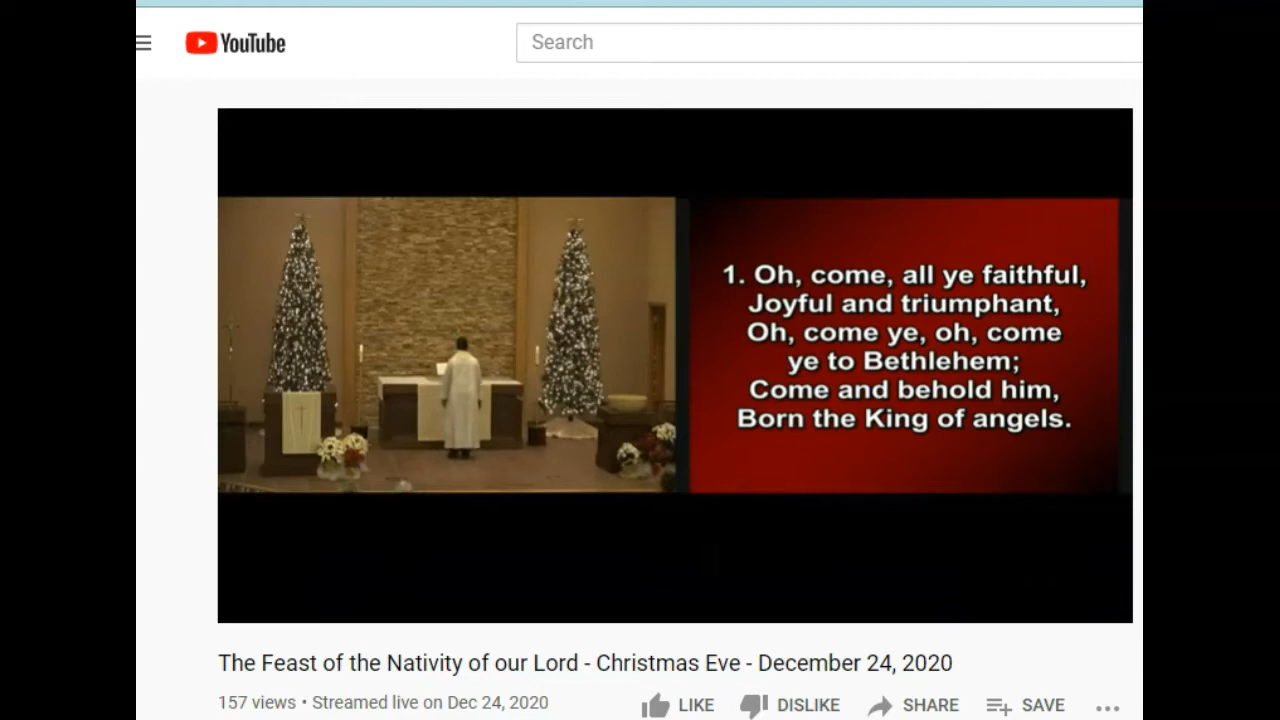 YouTube
Search
1. Oh, come, all ye faithful,
Joyful and triumphant,
Oh, come ye, oh, come
ye to Bethlehem;
Come and behold him,
Born the King of angels.
The Feast of the Nativity of our Lord - Christmas Eve - December 24, 2020
157 views • Streamed live on Dec 24, 2020
LIKE
DISLIKE
SHARE
SAVE